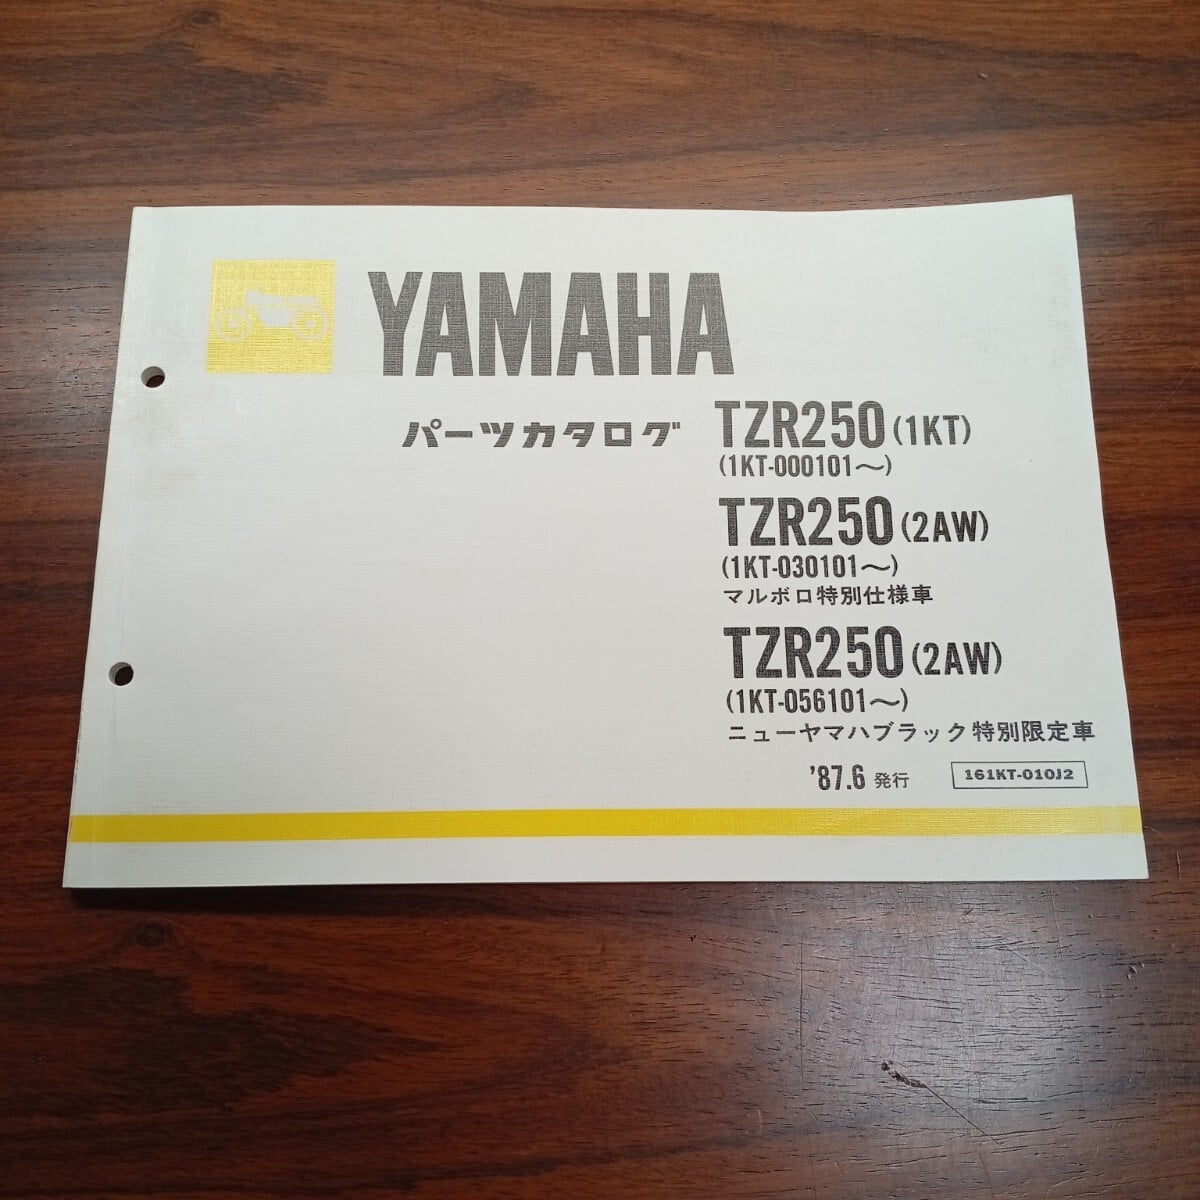 YAMAHA
パーツカタログ
TZR250 (1KT)
(1KT-000101〜)
TZR250 (2AW)
(1KT-030101〜)
マルボロ特別仕様車
TZR250 (2AW)
(1KT-056101〜)
ニューヤマハブラック特別限定車
'87.6 発行
161KT-010J2